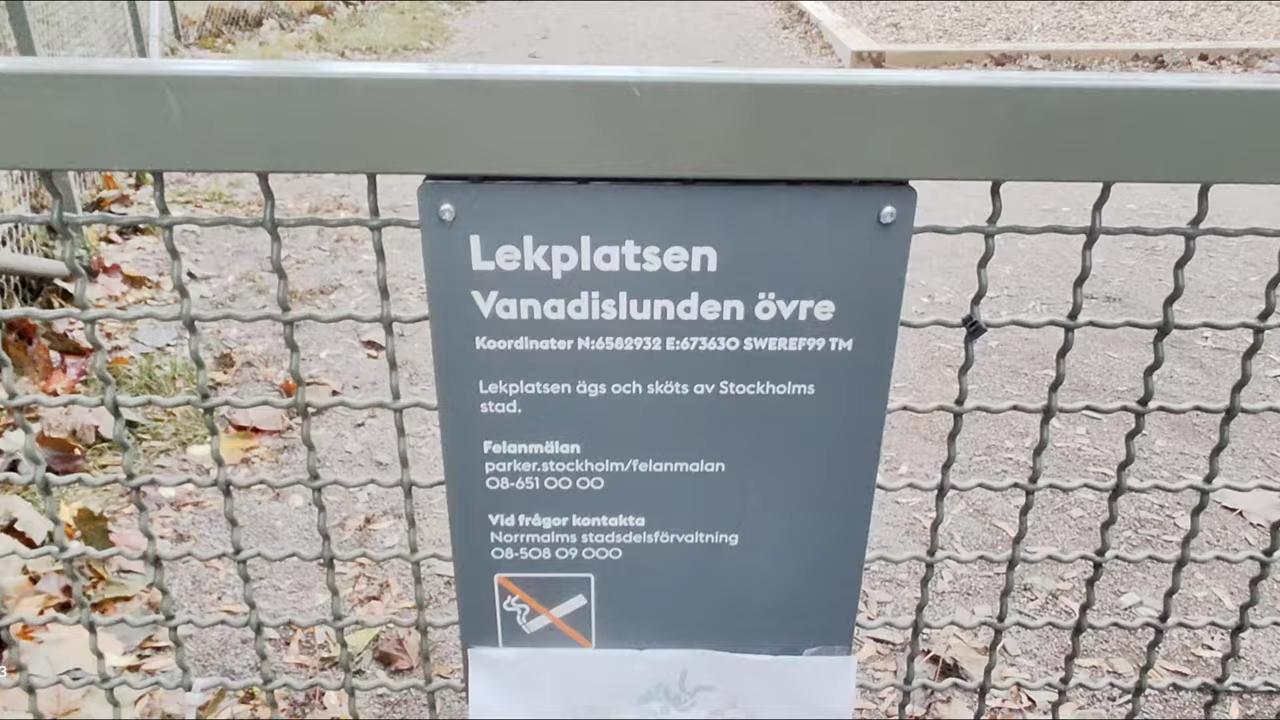 Lekplatsen
Vanadislunden övre
Koordinater N:6582932 E:673630 SWEREF99 TM
Lekplatsen ägs och sköts av Stockholms
stad.
Felanmälan
parker.stockholm/felanmalan
08-651 00 00
Vid frågor kontakta
Norrmalms stadsdelsförvaltning
08-508 09 000
3